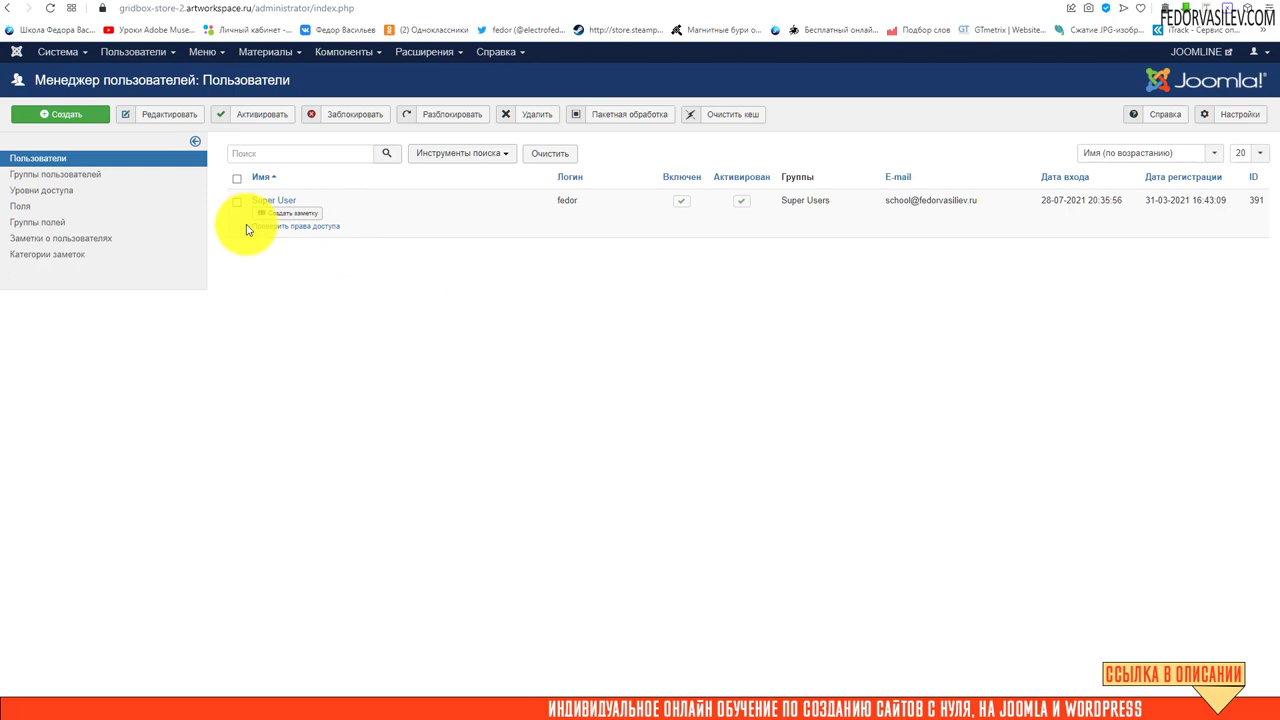 gridbox-store-2.artworkspace.ru/administrator/index.php
FEDORVASILEV.COM
Школа Федора Вас...
Уроки Adobe Muse...
Личный кабинет -...
Федор Васильев
(2) Одноклассники
fedor (@electrofed...
http://store.steamp...
Магнитные бури о...
Бесплатный онлай...
Подбор слов
GTmetrix | Website...
Сжатие JPG-изобр...
iTrack - Сервис оп...
Система
Пользователи
Меню
Материалы
Компоненты
Расширения
Справка
JOOMLINE
Менеджер пользователей: Пользователи
Joomla!
Создать
Редактировать
Активировать
Заблокировать
Разблокировать
Удалить
Пакетная обработка
Очистить кеш
Справка
Настройки
Пользователи
Группы пользователей
Уровни доступа
Поля
Группы полей
Заметки о пользователях
Категории заметок
Поиск
Инструменты поиска
Очистить
Имя (по возрастанию)
20
Имя
Логин
Включен
Активирован
Группы
E-mail
Дата входа
Дата регистрации
ID
Super User
fedor
Super Users
school@fedorvasiliev.ru
28-07-2021 20:35:56
31-03-2021 16:43:09
391
Создать заметку
Проверить права доступа
ССЫЛКА В ОПИСАНИИ
ИНДИВИДУАЛЬНОЕ ОНЛАЙН ОБУЧЕНИЕ ПО СОЗДАНИЮ САЙТОВ С НУЛЯ, НА JOOMLA И WORDPRESS